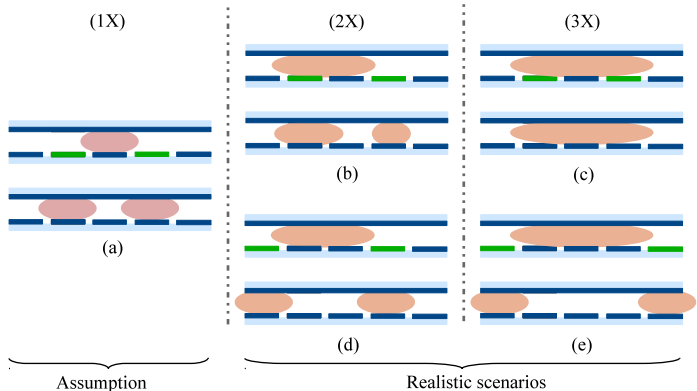 (1X)
(2X)
(3X)
(a)
(b)
(c)
(d)
(e)
Assumption
Realistic scenarios